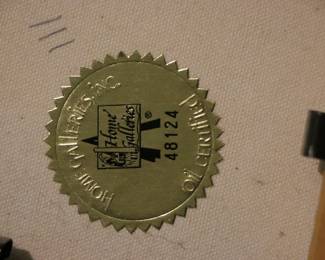 HOME GALLERIES, INC.
Home
Galleries
®
48124
OIL CERTIFIED